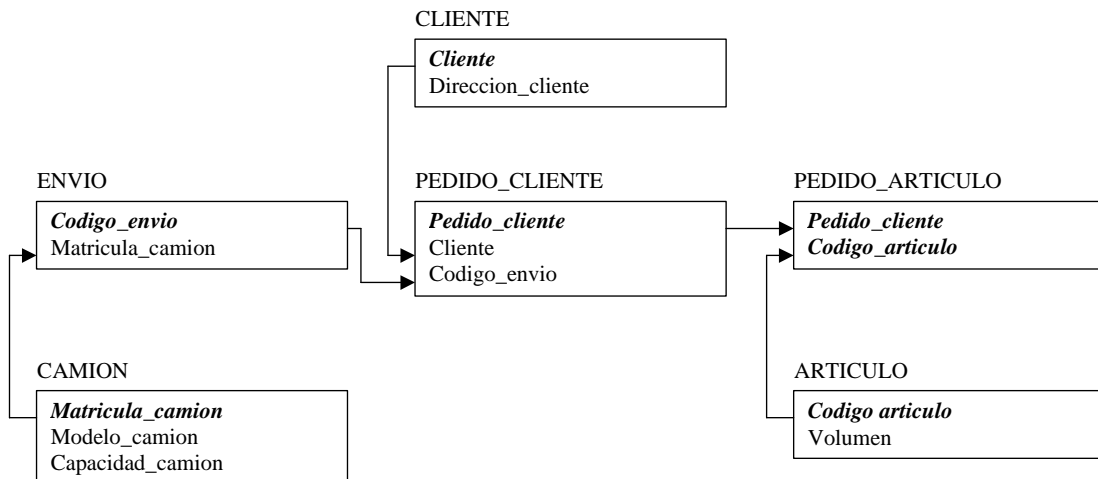 CLIENTE
Cliente
Direccion_cliente
ENVIO
Codigo_envio
Matricula_camion
PEDIDO_CLIENTE
Pedido_cliente
Cliente
Codigo_envio
PEDIDO_ARTICULO
Pedido_cliente
Codigo_articulo
CAMION
Matricula_camion
Modelo_camion
Capacidad_camion
ARTICULO
Codigo articulo
Volumen